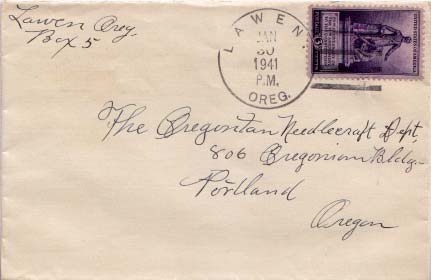 Lawen Oreg.
Box 5
LAWEN
JAN
30
1941
P.M.
OREG.
The Oregonian Needlecraft Dept.
806 Oregonian Bldg.
Portland
Oregon